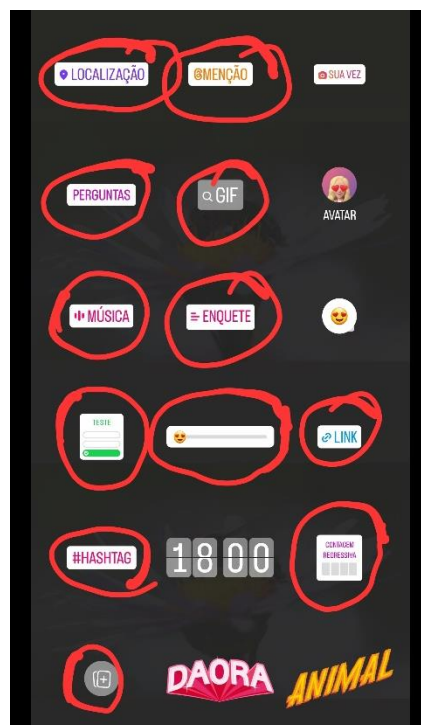 LOCALIZAÇÃO
@MENÇÃO
SUA VEZ
PERGUNTAS
GIF
AVATAR
MÚSICA
ENQUETE
TESTE
LINK
#HASHTAG
18 00
CONTAGEM
REGRESSIVA
DAORA
ANIMAL